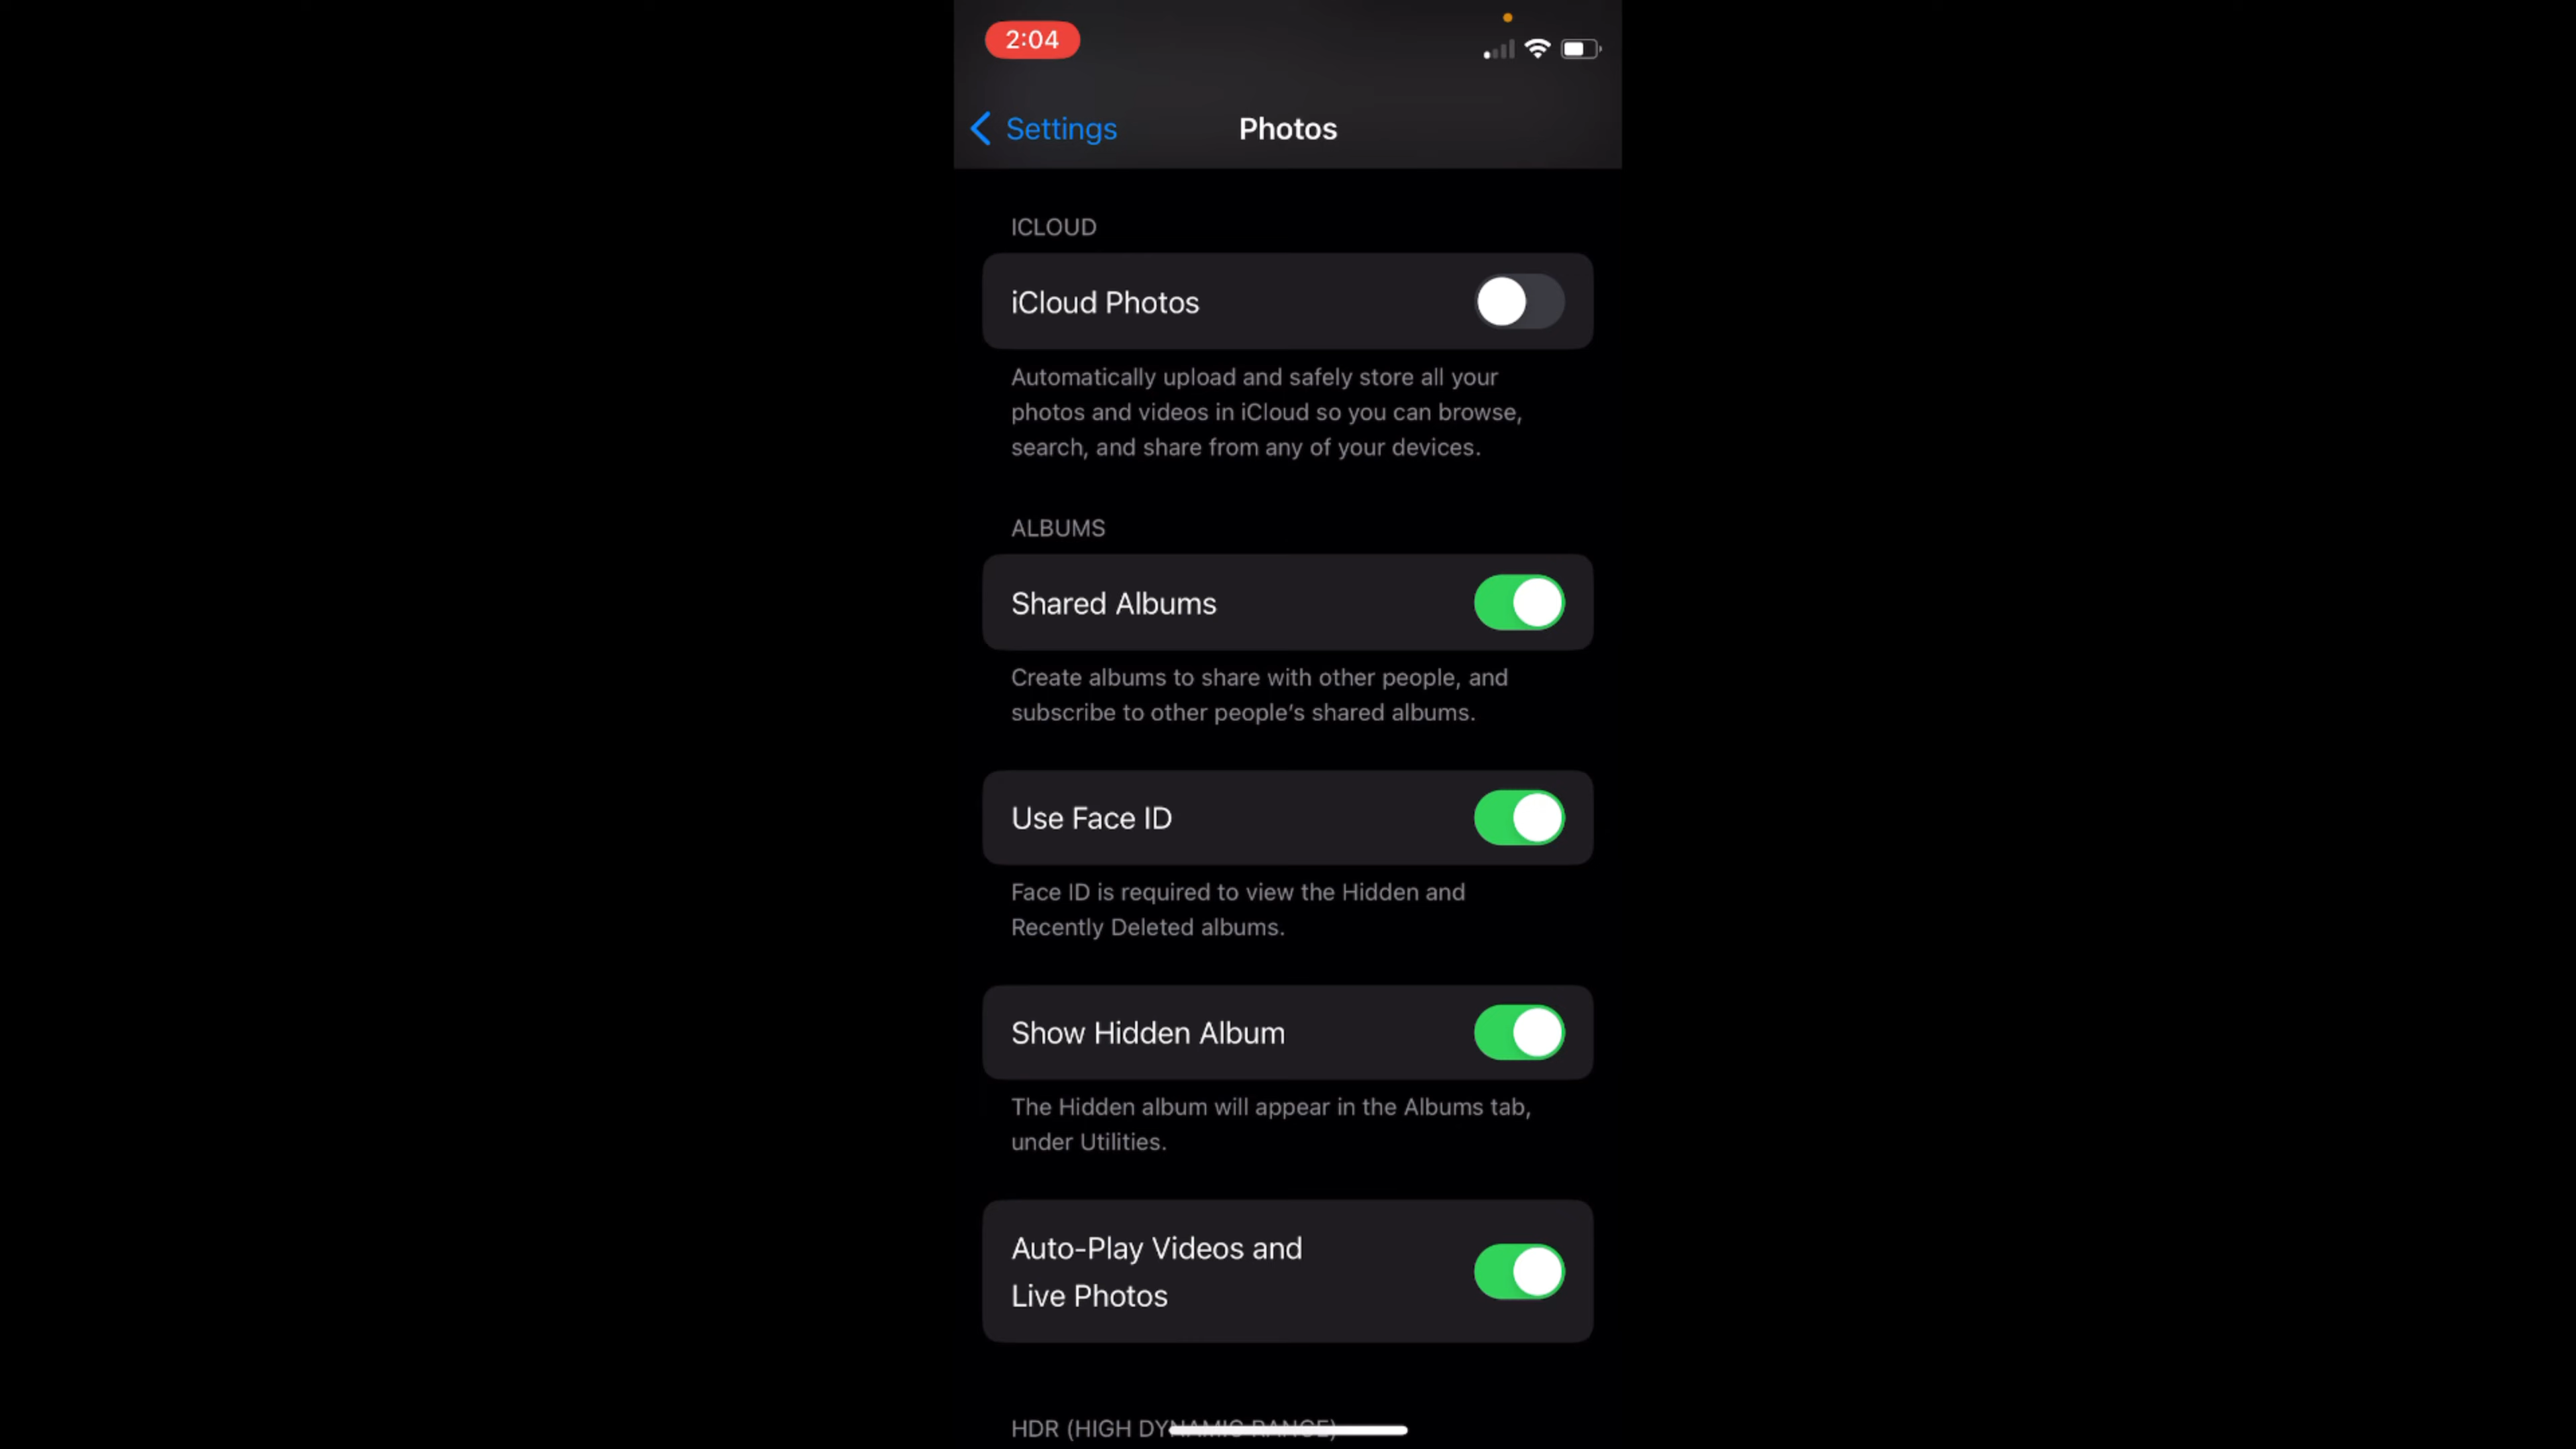 2:04
Settings
Photos
ICLOUD
iCloud Photos
Automatically upload and safely store all your
photos and videos in iCloud so you can browse,
search, and share from any of your devices.
ALBUMS
Shared Albums
Create albums to share with other people, and
subscribe to other people's shared albums.
Use Face ID
Face ID is required to view the Hidden and
Recently Deleted albums.
Show Hidden Album
The Hidden album will appear in the Albums tab,
under Utilities.
Auto-Play Videos and
Live Photos
HDR (HIGH DYNAMIC RANGE)